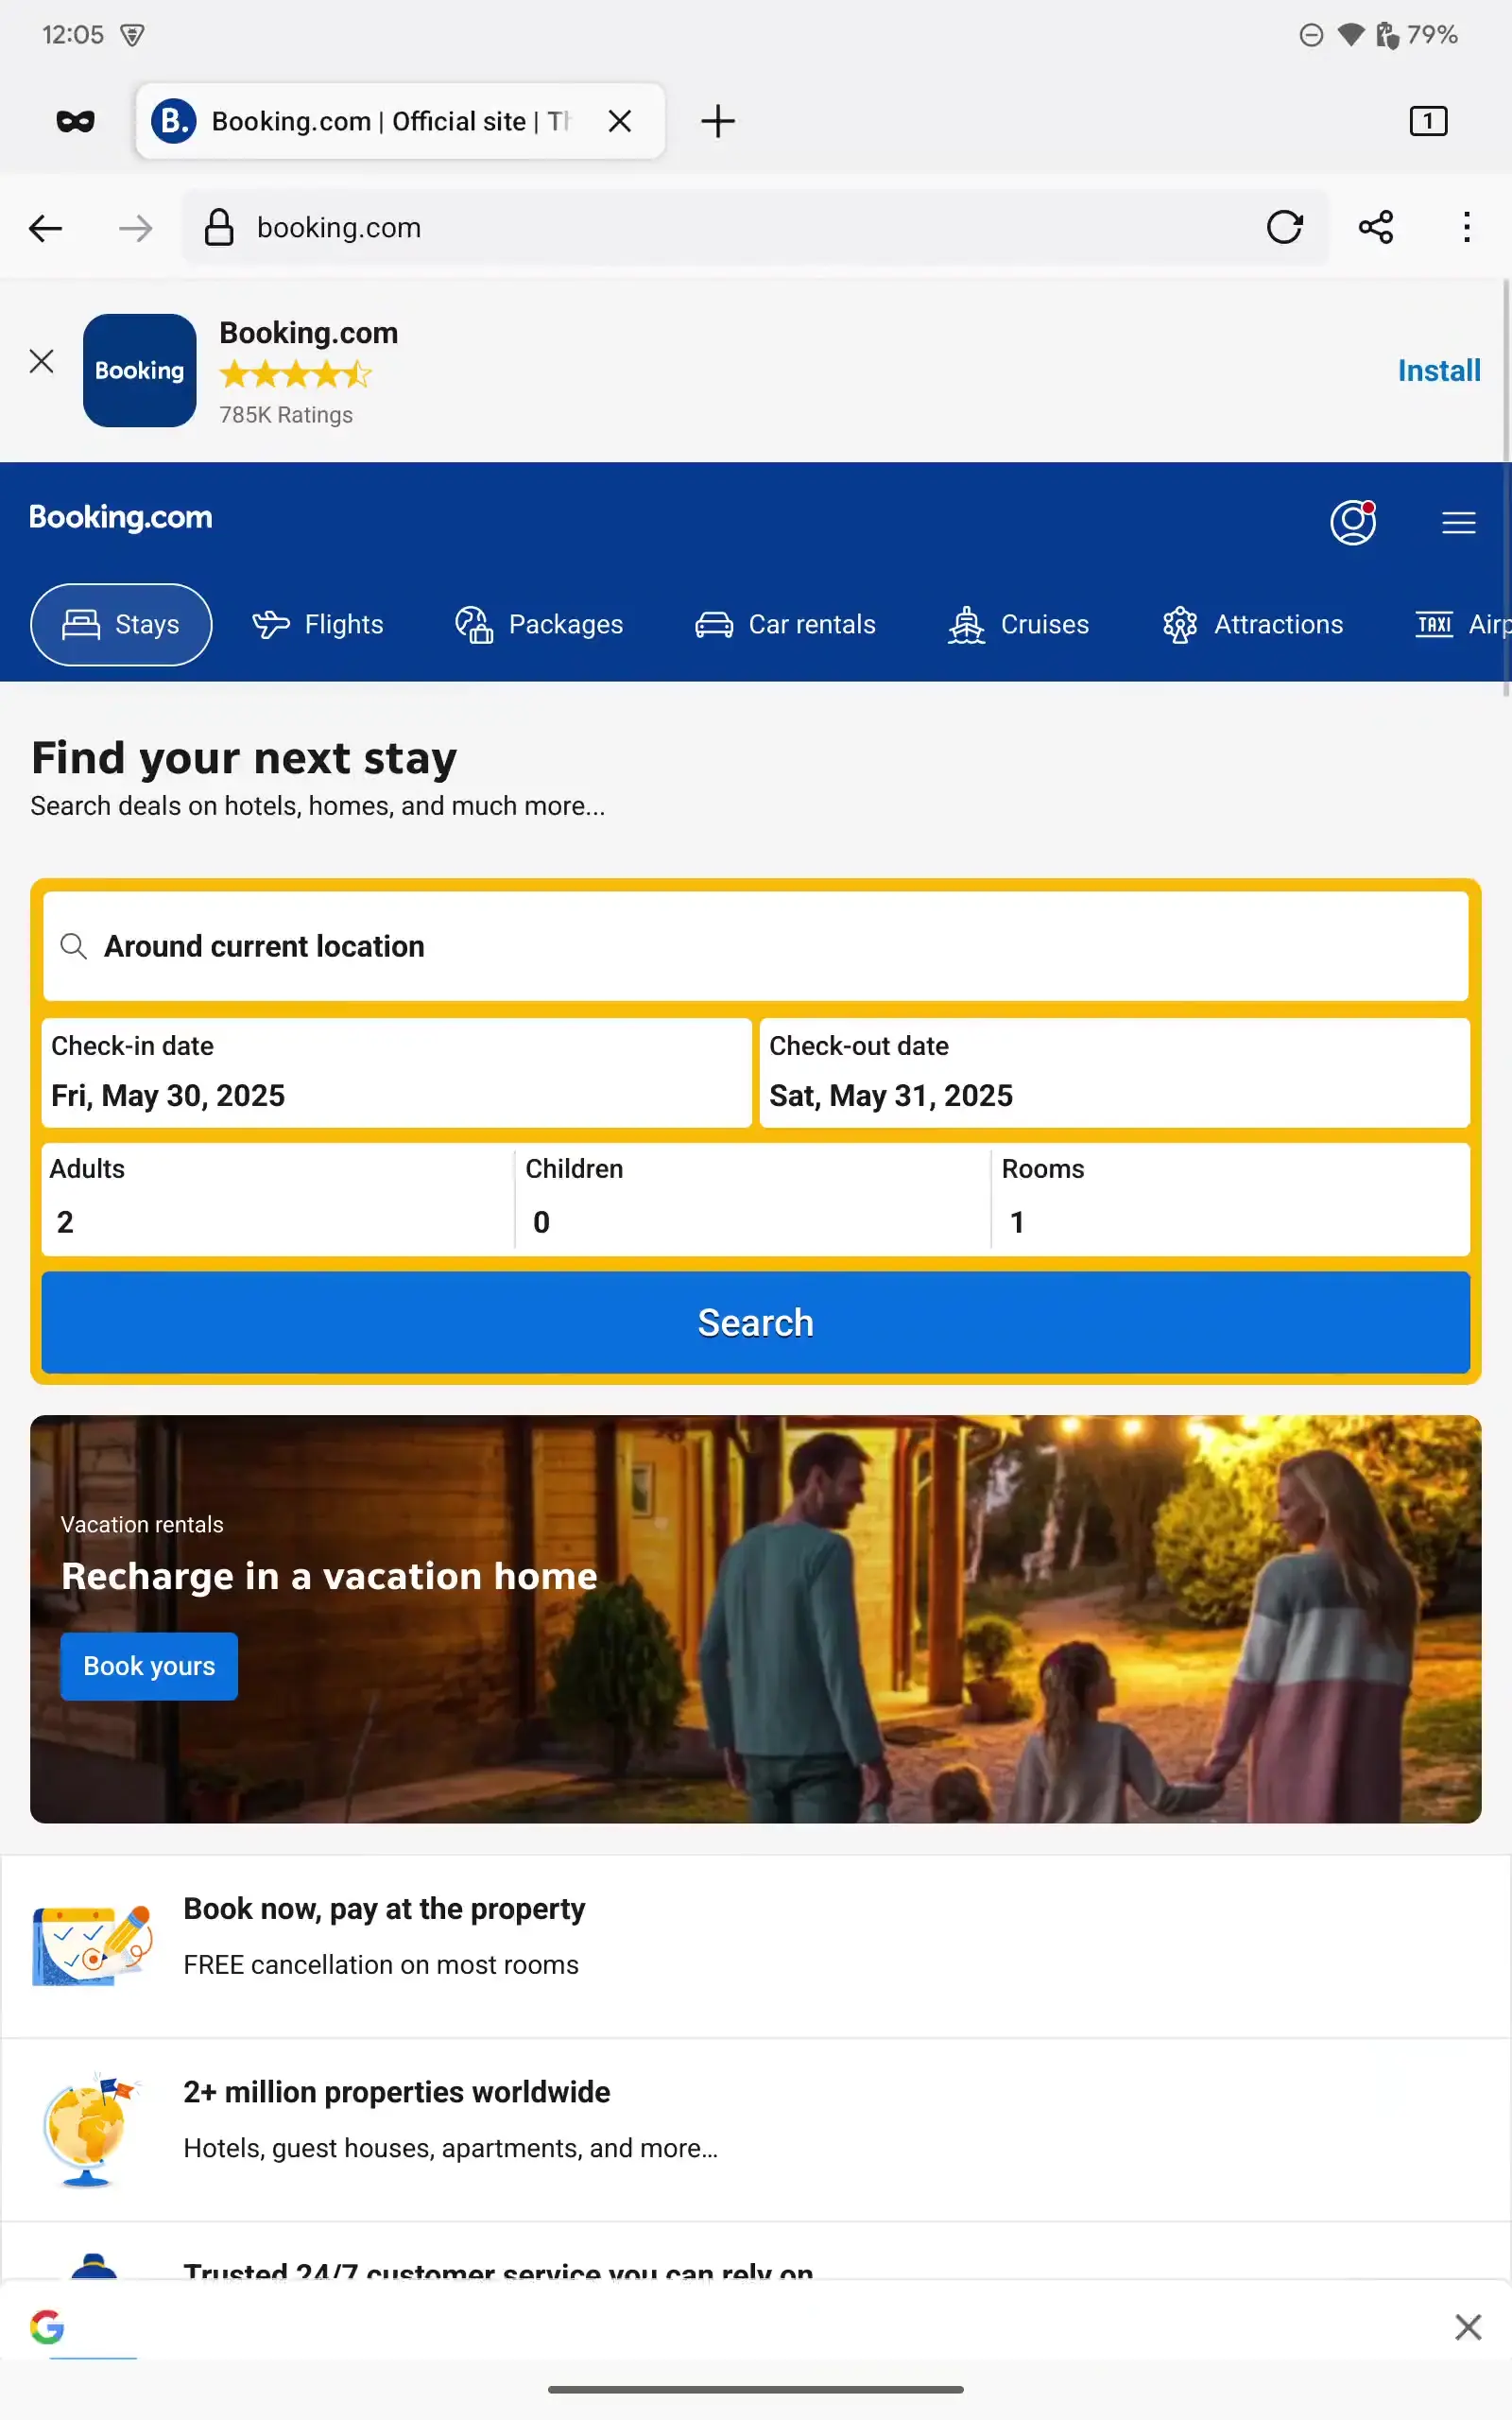 12:05
79%
B. Booking.com | Official site | Th
1
booking.com
Booking
Booking.com
785K Ratings
Install
Booking.com
Stays
Flights
Packages
Car rentals
Cruises
Attractions
TAXI Airp
Find your next stay
Search deals on hotels, homes, and much more...
Around current location
Check-in date
Fri, May 30, 2025
Check-out date
Sat, May 31, 2025
Adults
2
Children
0
Rooms
1
Search
Vacation rentals
Recharge in a vacation home
Book yours
Book now, pay at the property
FREE cancellation on most rooms
2+ million properties worldwide
Hotels, guest houses, apartments, and more…
Trusted 24/7 customer service you can rely on
G